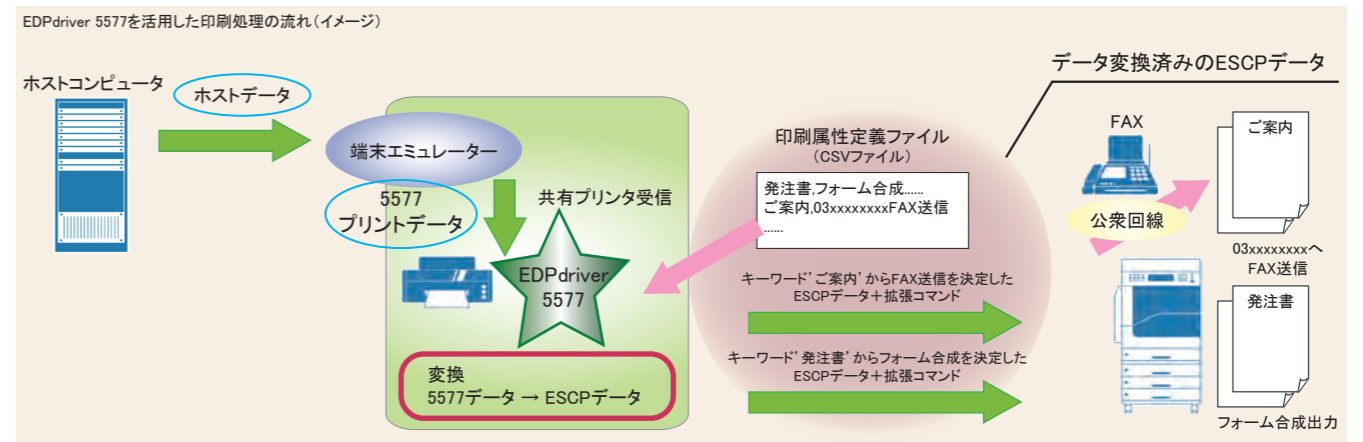 EDPdriver 5577を活用した印刷処理の流れ（イメージ）
ホストコンピュータ
ホストデータ
端末エミュレーター
5577
プリントデータ
共有プリンタ受信
EDPdriver
5577
変換
5577データ → ESCPデータ
印刷属性定義ファイル
（CSVファイル）
発注書,フォーム合成……
ご案内,03xxxxxxxxFAX送信
……
キーワード’ご案内’からFAX送信を決定した
ESCPデータ＋拡張コマンド
キーワード’発注書’からフォーム合成を決定した
ESCPデータ＋拡張コマンド
データ変換済みのESCPデータ
FAX
公衆回線
ご案内
03xxxxxxxxへ
FAX送信
発注書
フォーム合成出力